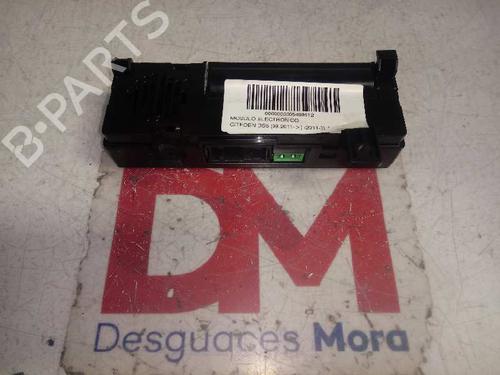 B-PARTS
MODULO ELECTRONICO
CITROEN DS5
DM
Desguaces Mora